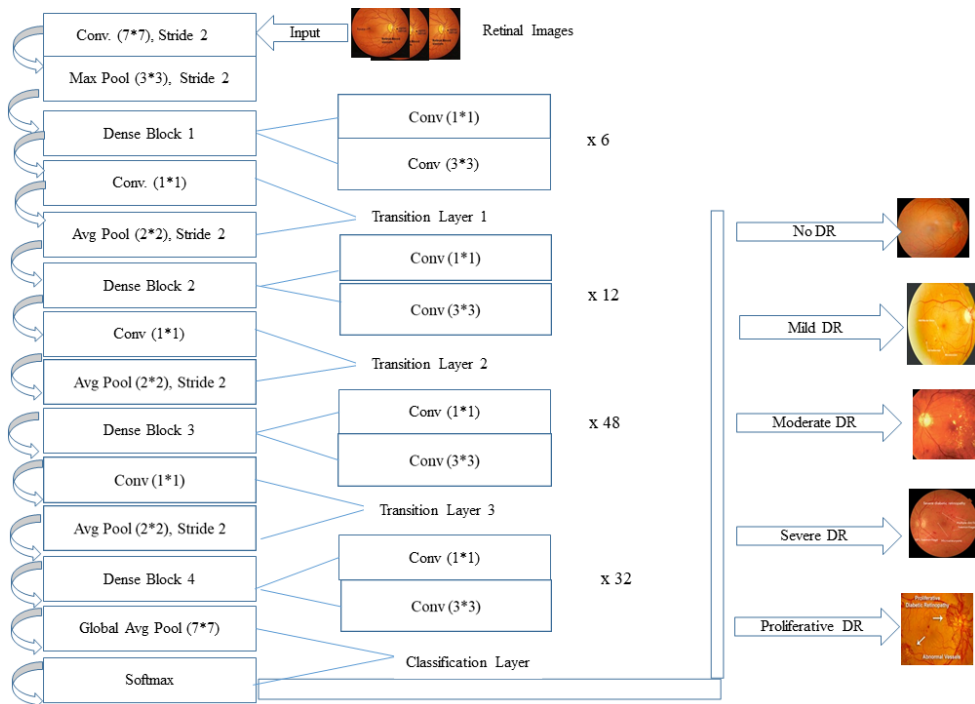 Conv. (7*7), Stride 2
Input
Retinal Images
Max Pool (3*3), Stride 2
Dense Block 1
Conv (1*1)
Conv (3*3)
x 6
Conv. (1*1)
Transition Layer 1
Avg Pool (2*2), Stride 2
Dense Block 2
Conv (1*1)
Conv (3*3)
x 12
Conv (1*1)
Transition Layer 2
Avg Pool (2*2), Stride 2
Dense Block 3
Conv (1*1)
Conv (3*3)
x 48
Conv (1*1)
Transition Layer 3
Avg Pool (2*2), Stride 2
Dense Block 4
Conv (1*1)
Conv (3*3)
x 32
Global Avg Pool (7*7)
Classification Layer
Softmax
No DR
Mild DR
Moderate DR
Severe DR
Proliferative DR
Proliferative
Diabetic Retinopathy
Abnormal Vessels